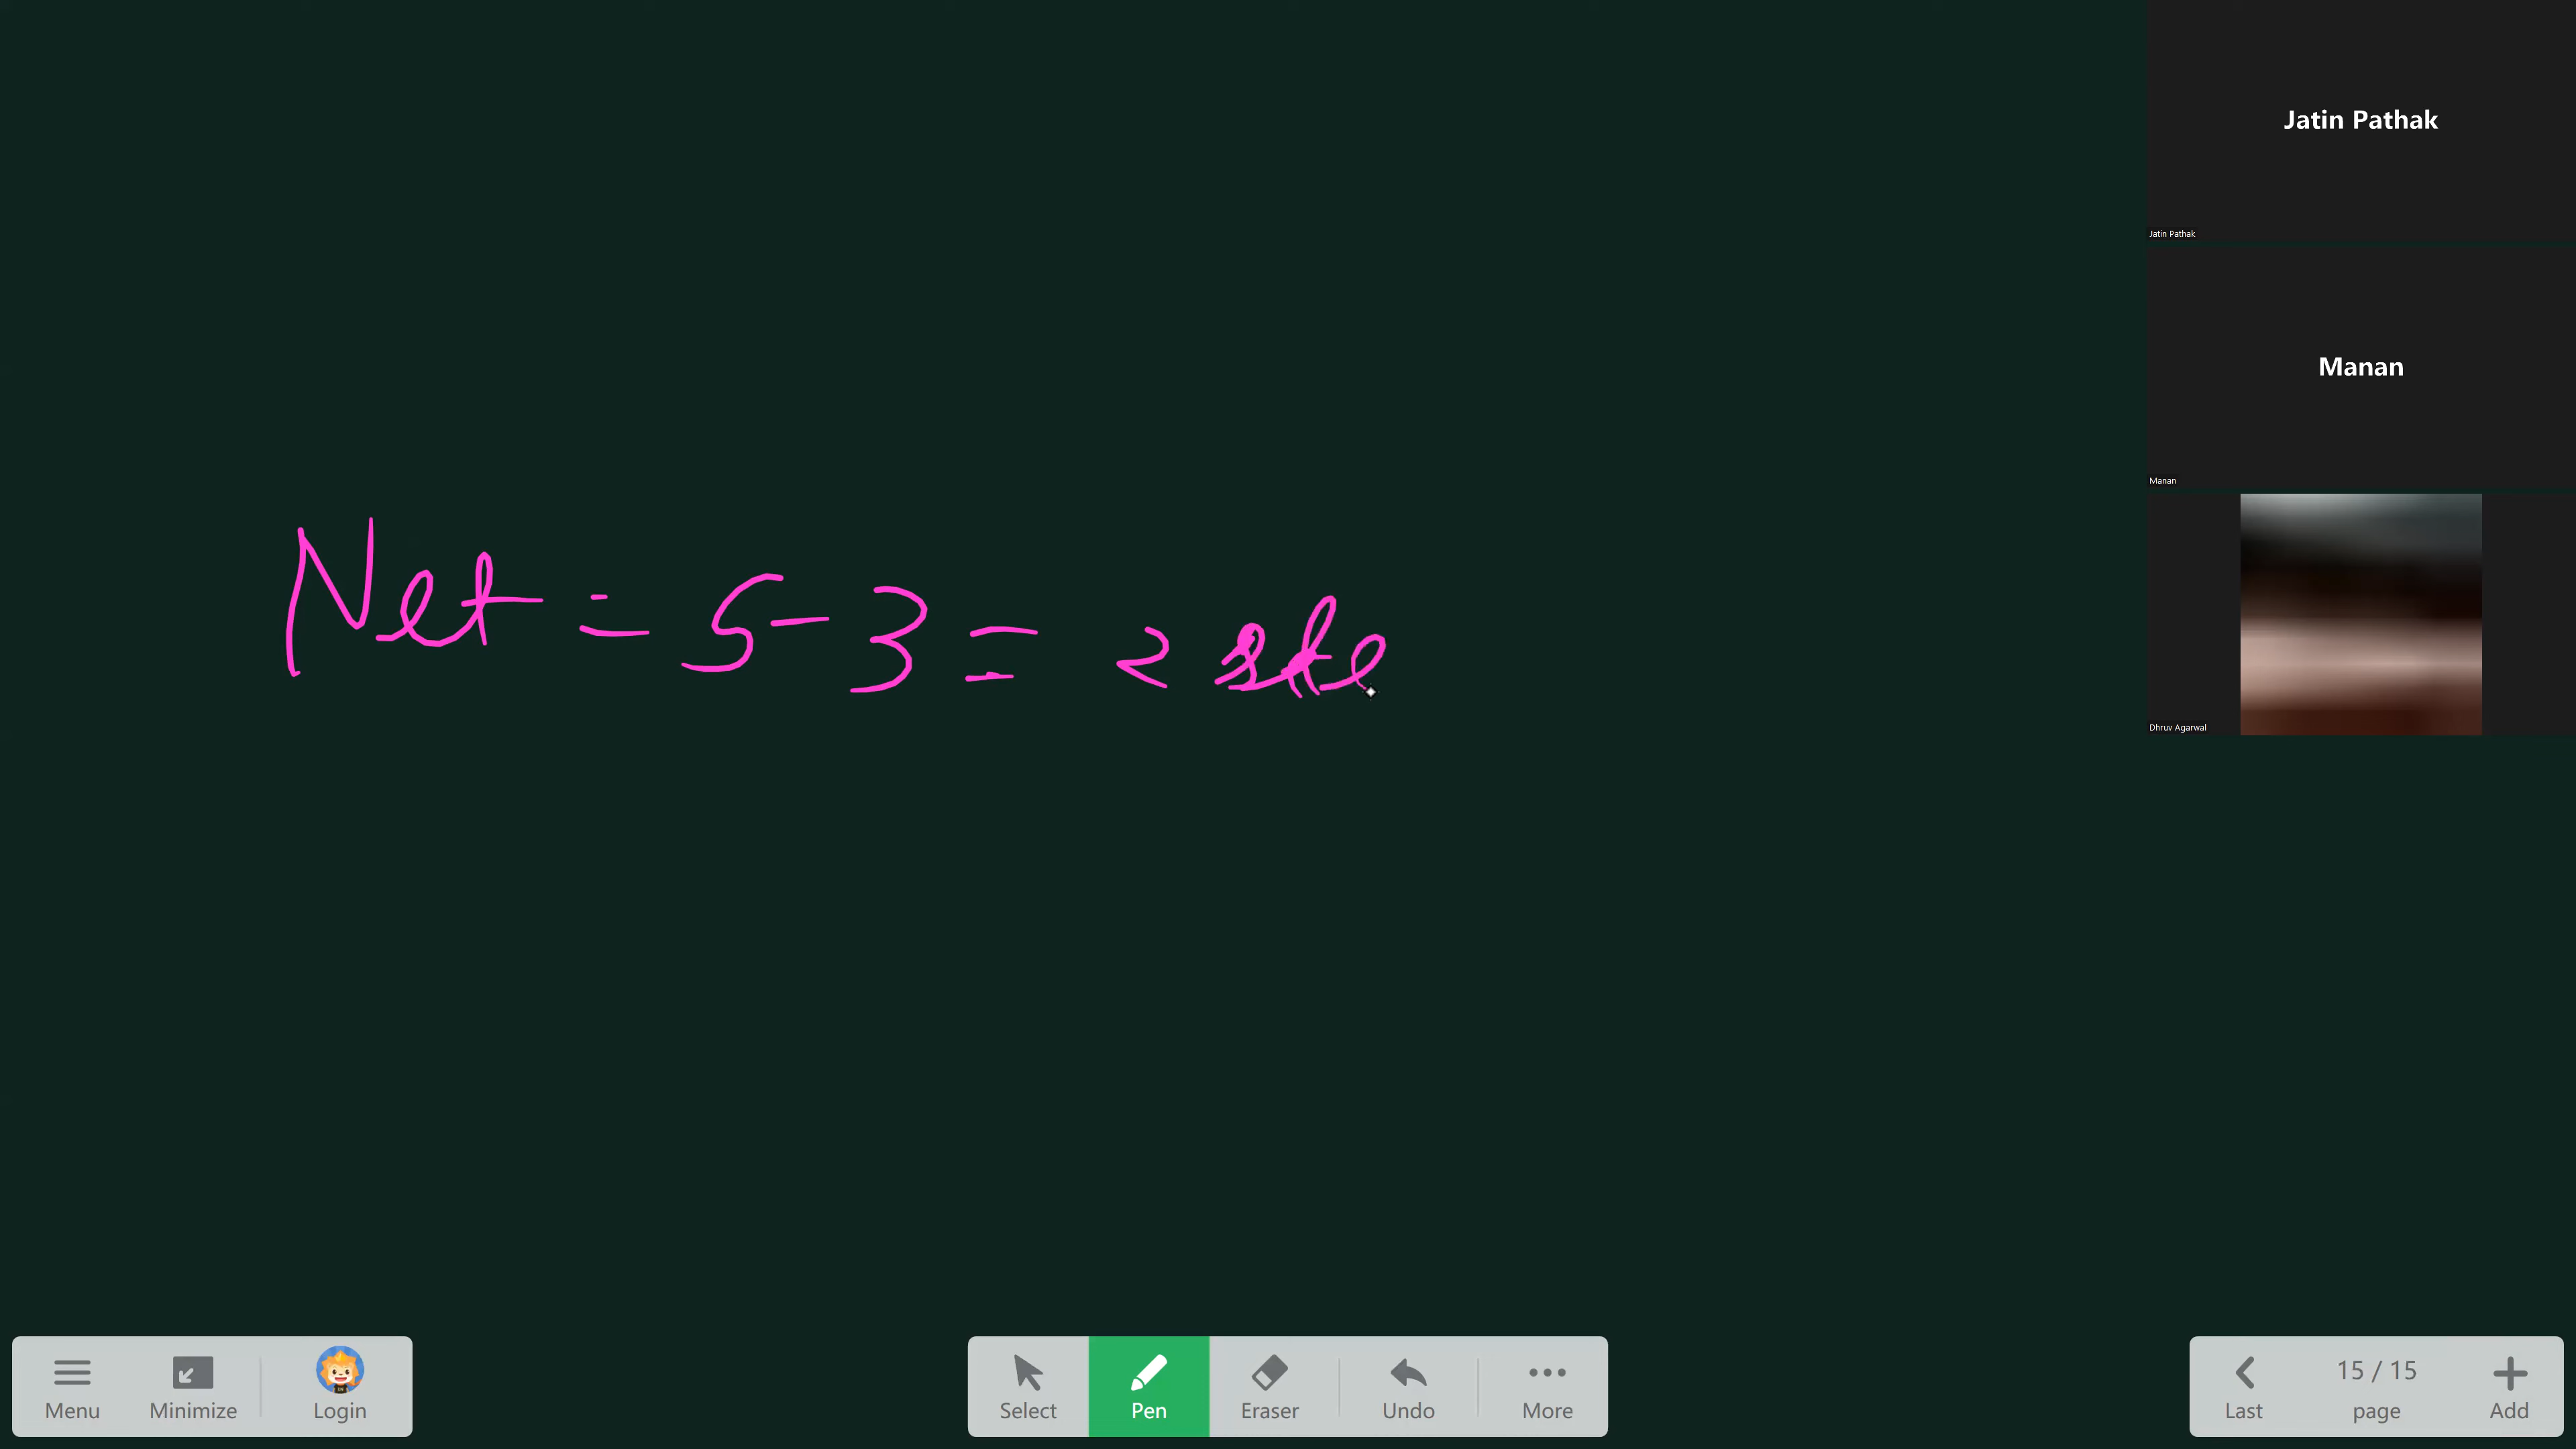 Jatin Pathak
Jatin Pathak
Manan
Manan
Net = 5 - 3 = 2 ste
Dhruv Agarwal
Menu
Minimize
Login
Select
Pen
Eraser
Undo
More
Last
15 / 15
page
Add